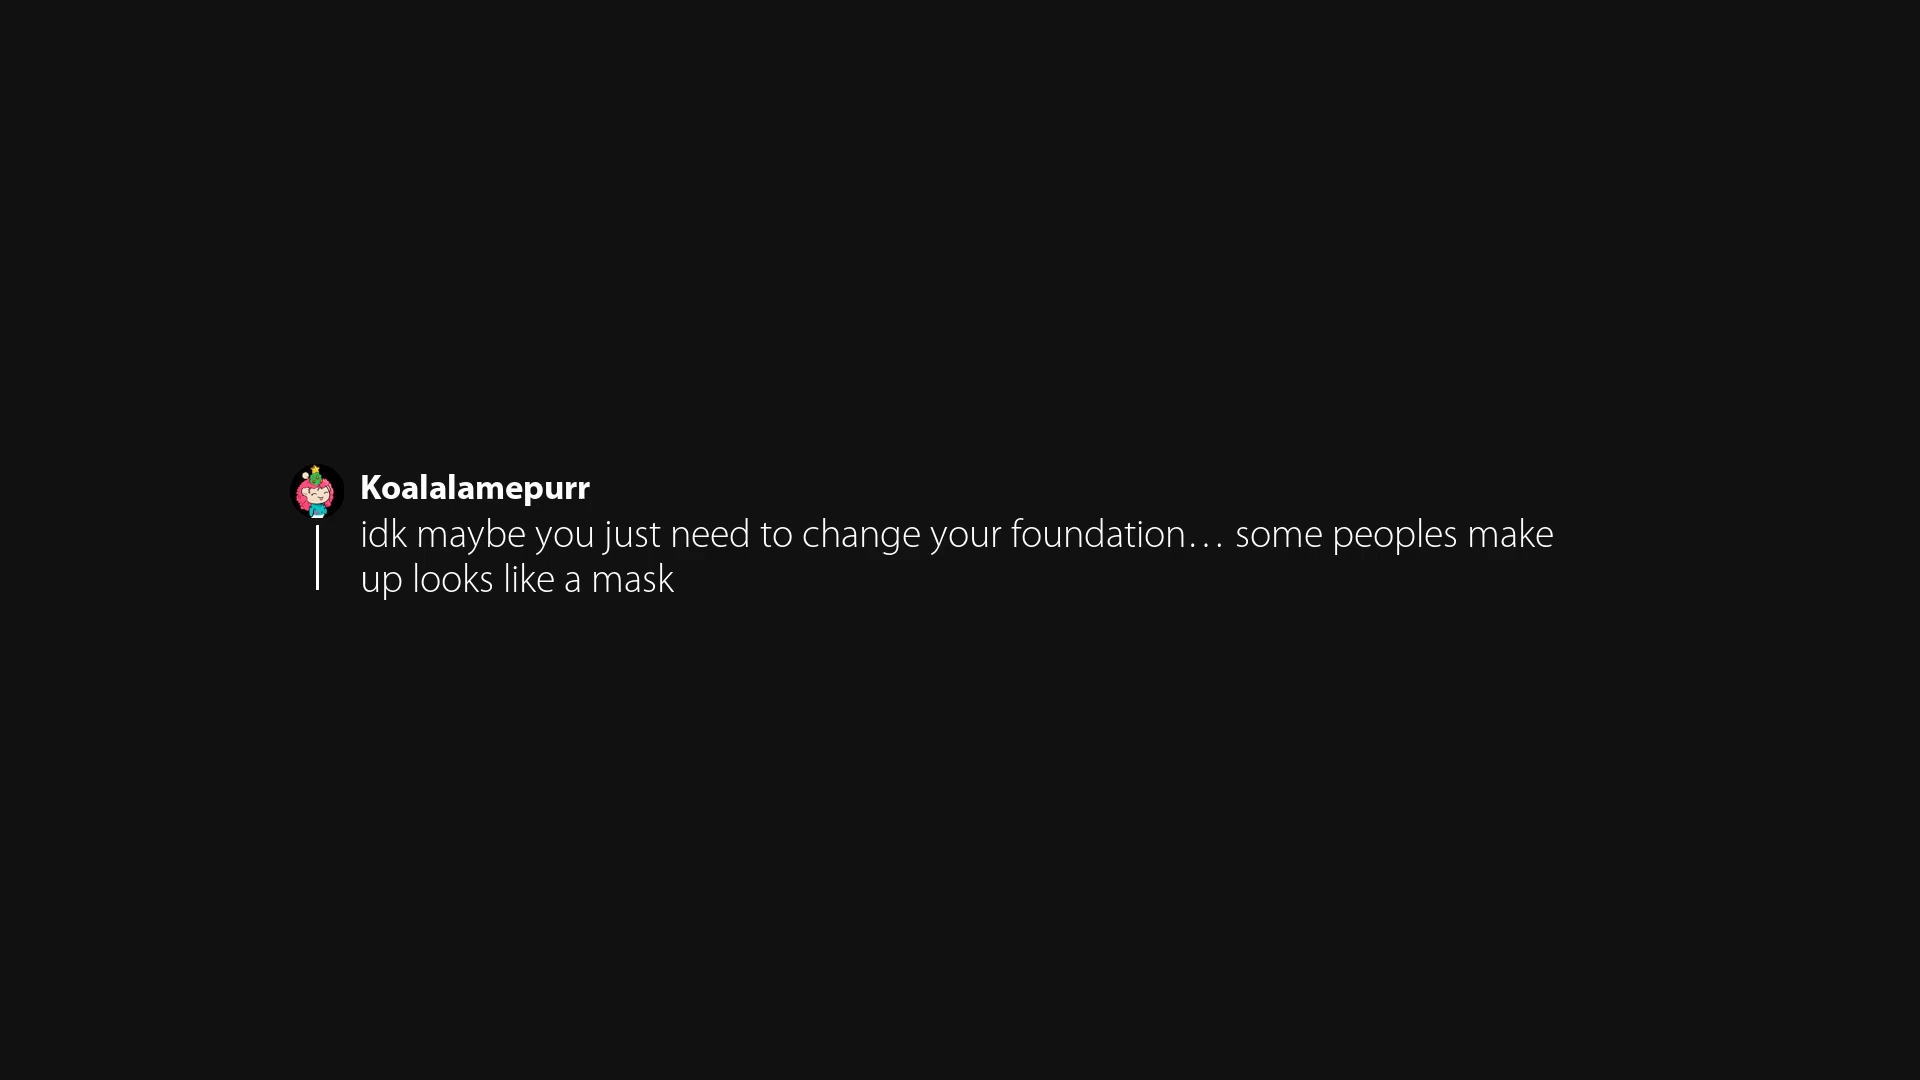 Koalalamepurr
idk maybe you just need to change your foundation… some peoples make
up looks like a mask